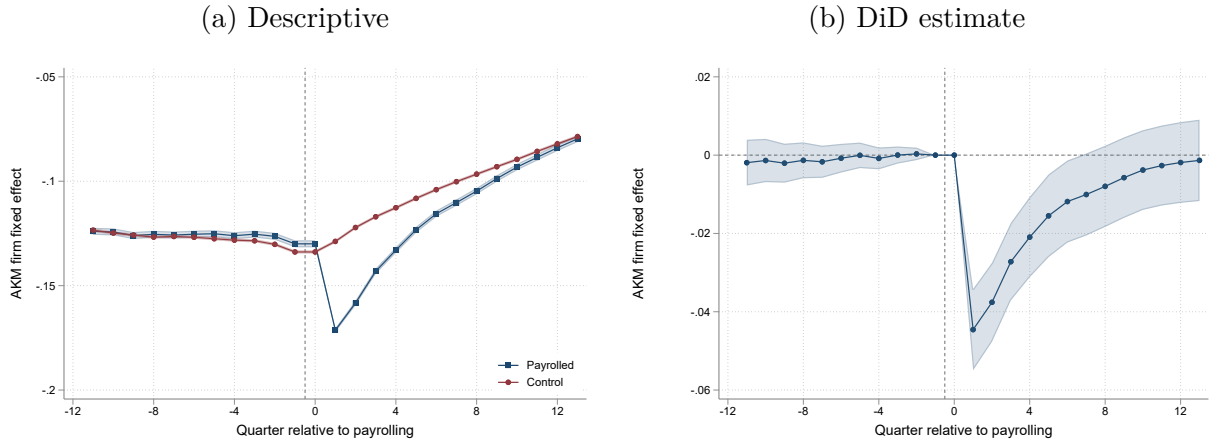 (a) Descriptive
-.05
-.1
-.15
-.2
AKM firm fixed effect
-12
-8
-4
0
4
8
12
Quarter relative to payrolling
Payrolled
Control
(b) DiD estimate
.02
0
-.02
-.04
-.06
AKM firm fixed effect
-12
-8
-4
0
4
8
12
Quarter relative to payrolling